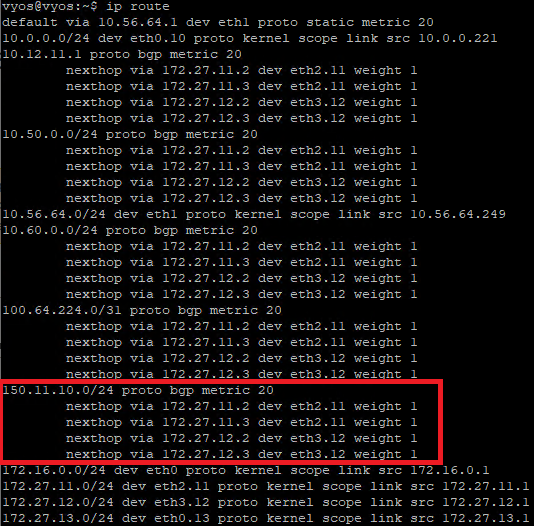 vyos@vyos:~$ ip route
default via 10.56.64.1 dev eth1 proto static metric 20
10.0.0.0/24 dev eth0.10 proto kernel scope link src 10.0.0.221
10.12.11.1 proto bgp metric 20
nexthop via 172.27.11.2 dev eth2.11 weight 1
nexthop via 172.27.11.3 dev eth2.11 weight 1
nexthop via 172.27.12.2 dev eth3.12 weight 1
nexthop via 172.27.12.3 dev eth3.12 weight 1
10.50.0.0/24 proto bgp metric 20
nexthop via 172.27.11.2 dev eth2.11 weight 1
nexthop via 172.27.11.3 dev eth2.11 weight 1
nexthop via 172.27.12.2 dev eth3.12 weight 1
nexthop via 172.27.12.3 dev eth3.12 weight 1
10.56.64.0/24 dev eth1 proto kernel scope link src 10.56.64.249
10.60.0.0/24 proto bgp metric 20
nexthop via 172.27.11.2 dev eth2.11 weight 1
nexthop via 172.27.11.3 dev eth2.11 weight 1
nexthop via 172.27.12.2 dev eth3.12 weight 1
nexthop via 172.27.12.3 dev eth3.12 weight 1
100.64.224.0/31 proto bgp metric 20
nexthop via 172.27.11.2 dev eth2.11 weight 1
nexthop via 172.27.11.3 dev eth2.11 weight 1
nexthop via 172.27.12.2 dev eth3.12 weight 1
nexthop via 172.27.12.3 dev eth3.12 weight 1
150.11.10.0/24 proto bgp metric 20
nexthop via 172.27.11.2 dev eth2.11 weight 1
nexthop via 172.27.11.3 dev eth2.11 weight 1
nexthop via 172.27.12.2 dev eth3.12 weight 1
nexthop via 172.27.12.3 dev eth3.12 weight 1
172.16.0.0/24 dev eth0 proto kernel scope link src 172.16.0.1
172.27.11.0/24 dev eth2.11 proto kernel scope link src 172.27.11.1
172.27.12.0/24 dev eth3.12 proto kernel scope link src 172.27.12.1
172.27.13.0/24 dev eth0.13 proto kernel scope link src 172.27.13.1